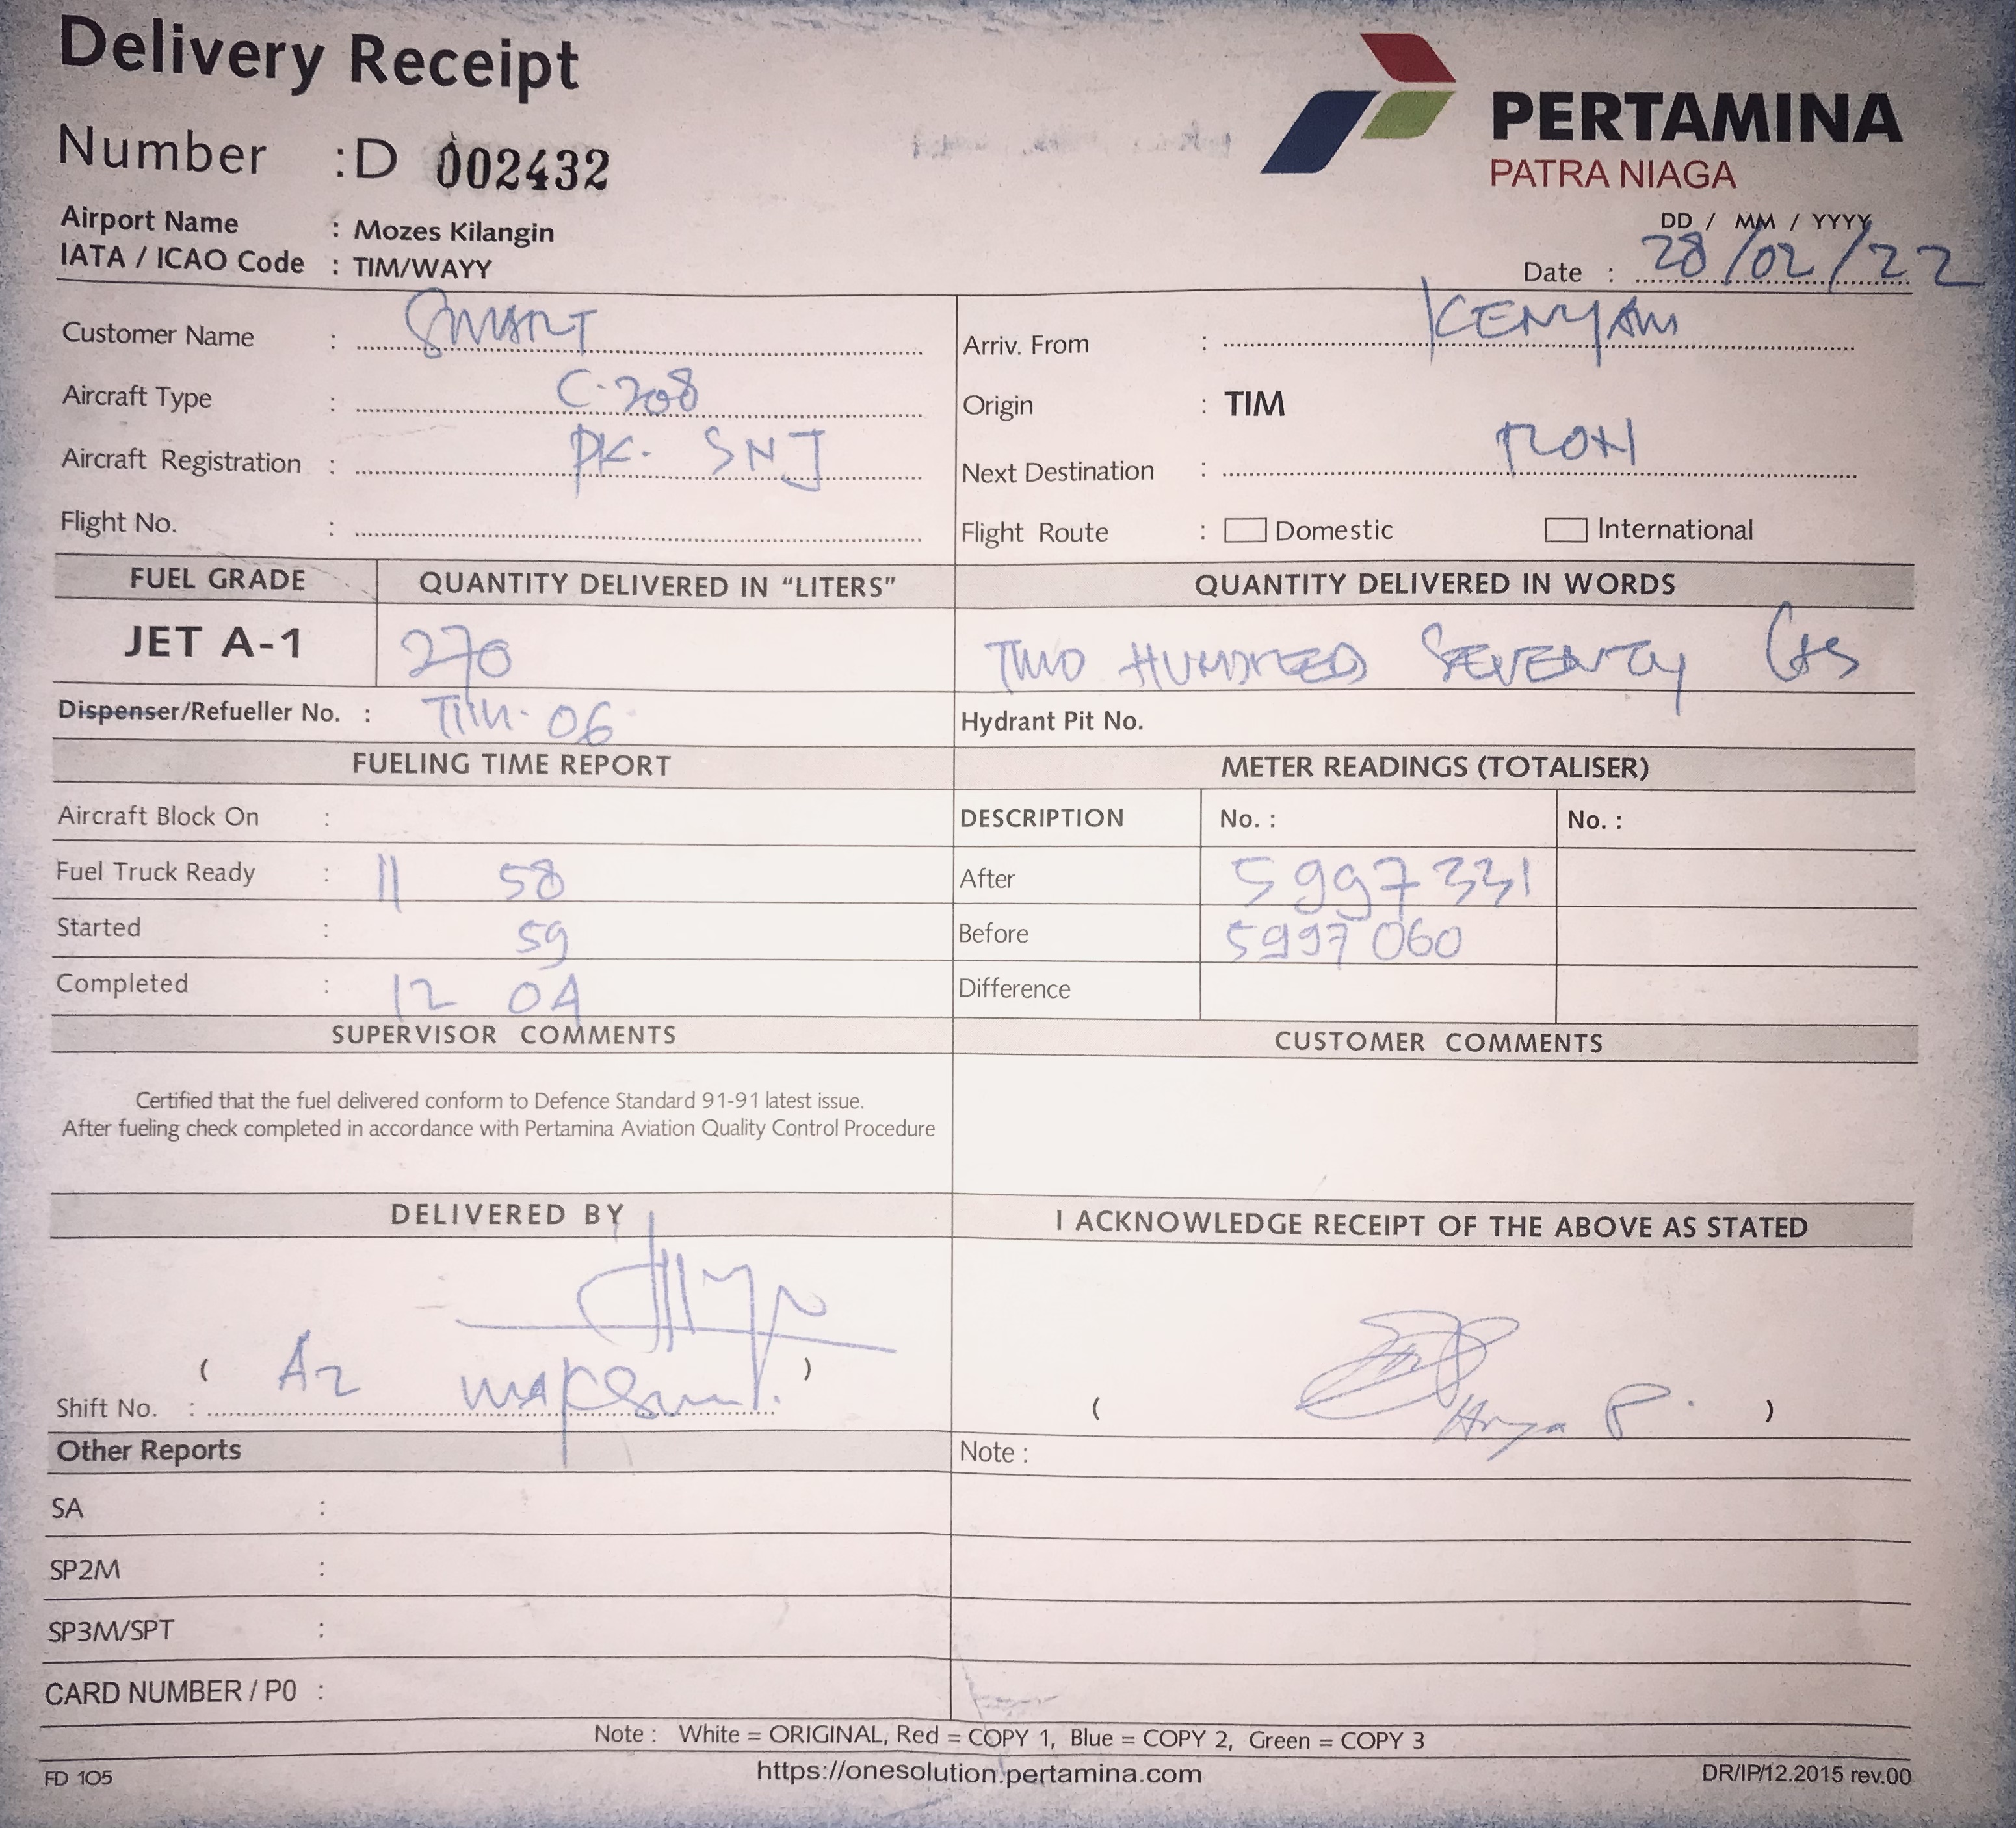 Delivery Receipt
PERTAMINA
PATRA NIAGA
Number :D 002432
Airport Name : Mozes Kilangin
IATA / ICAO Code : TIM/WAYY
DD / MM / YYYY
Date : 28/02/22
Customer Name : SMART
Arriv. From : KENYAM
Aircraft Type : C-208
Origin : TIM
Aircraft Registration : PK- SNJ
Next Destination :
Flight No. :
Flight Route : Domestic International
FUEL GRADE QUANTITY DELIVERED IN "LITERS" QUANTITY DELIVERED IN WORDS
JET A-1 270 TWO HUNDRED SEVENTY
Dispenser/Refueller No. : TIM-06 Hydrant Pit No.
FUELING TIME REPORT METER READINGS (TOTALISER)
Aircraft Block On : DESCRIPTION No. : No. :
Fuel Truck Ready : 11 58 After 5997331
Started : 59 Before 5997060
Completed : 12 04 Difference
SUPERVISOR COMMENTS CUSTOMER COMMENTS
Certified that the fuel delivered conform to Defence Standard 91-91 latest issue.
After fueling check completed in accordance with Pertamina Aviation Quality Control Procedure
DELIVERED BY I ACKNOWLEDGE RECEIPT OF THE ABOVE AS STATED
( A2 )
Shift No. :
( Arya P. )
Other Reports Note :
SA :
SP2M :
SP3M/SPT :
CARD NUMBER / P0 :
Note : White = ORIGINAL, Red = COPY 1, Blue = COPY 2, Green = COPY 3
FD 105 https://onesolution.pertamina.com DR/IP/12.2015 rev.00